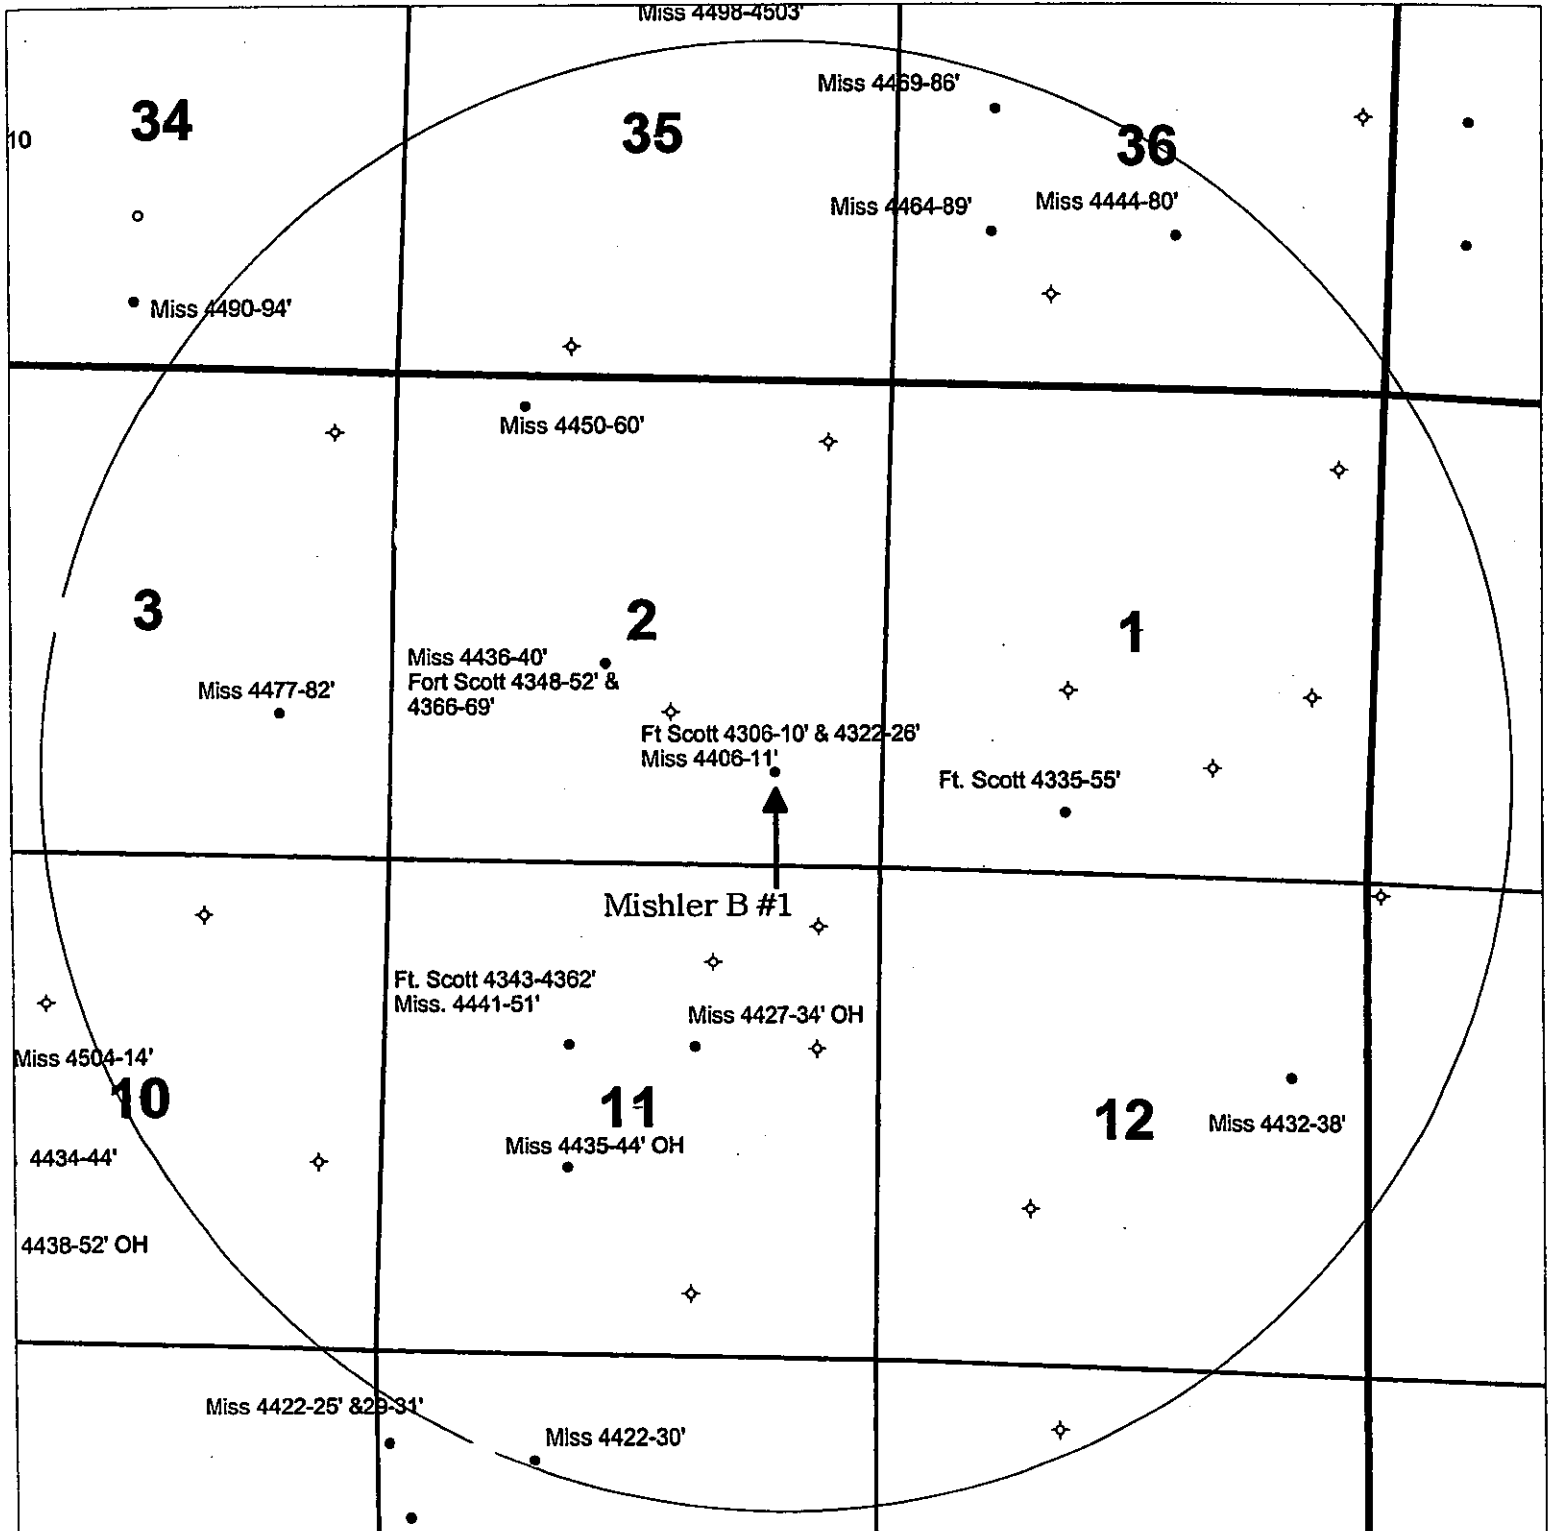 Miss 4498-4503'
Miss 4469-86'
34
35
36
10
Miss 4464-89'
Miss 4444-80'
Miss 4490-94'
Miss 4450-60'
3
2
1
Miss 4436-40'
Fort Scott 4348-52' &
4366-69'
Miss 4477-82'
Ft Scott 4306-10' & 4322-26'
Miss 4406-11'
Ft. Scott 4335-55'
Mishler B #1
Ft. Scott 4343-4362'
Miss. 4441-51'
Miss 4427-34' OH
Miss 4504-14'
10
11
12
Miss 4432-38'
Miss 4435-44' OH
4434-44'
4438-52' OH
Miss 4422-25' &29-31'
Miss 4422-30'